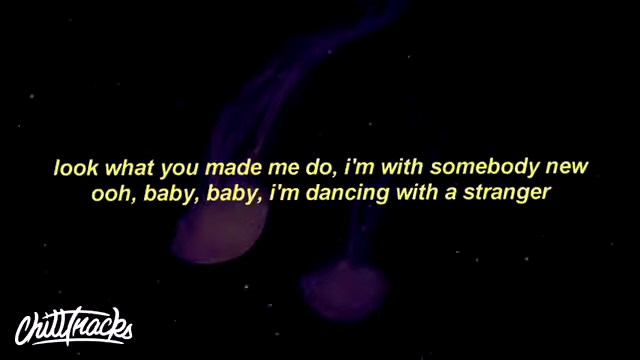 look what you made me do, i'm with somebody new
ooh, baby, baby, i'm dancing with a stranger
ChillTracks